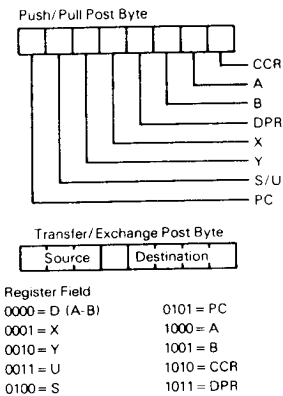 Push/Pull Post Byte
CCR
A
B
DPR
X
Y
S/U
PC
Transfer/Exchange Post Byte
Source Destination
Register Field
0000 = D (A-B) 0101 = PC
0001 = X 1000 = A
0010 = Y 1001 = B
0011 = U 1010 = CCR
0100 = S 1011 = DPR